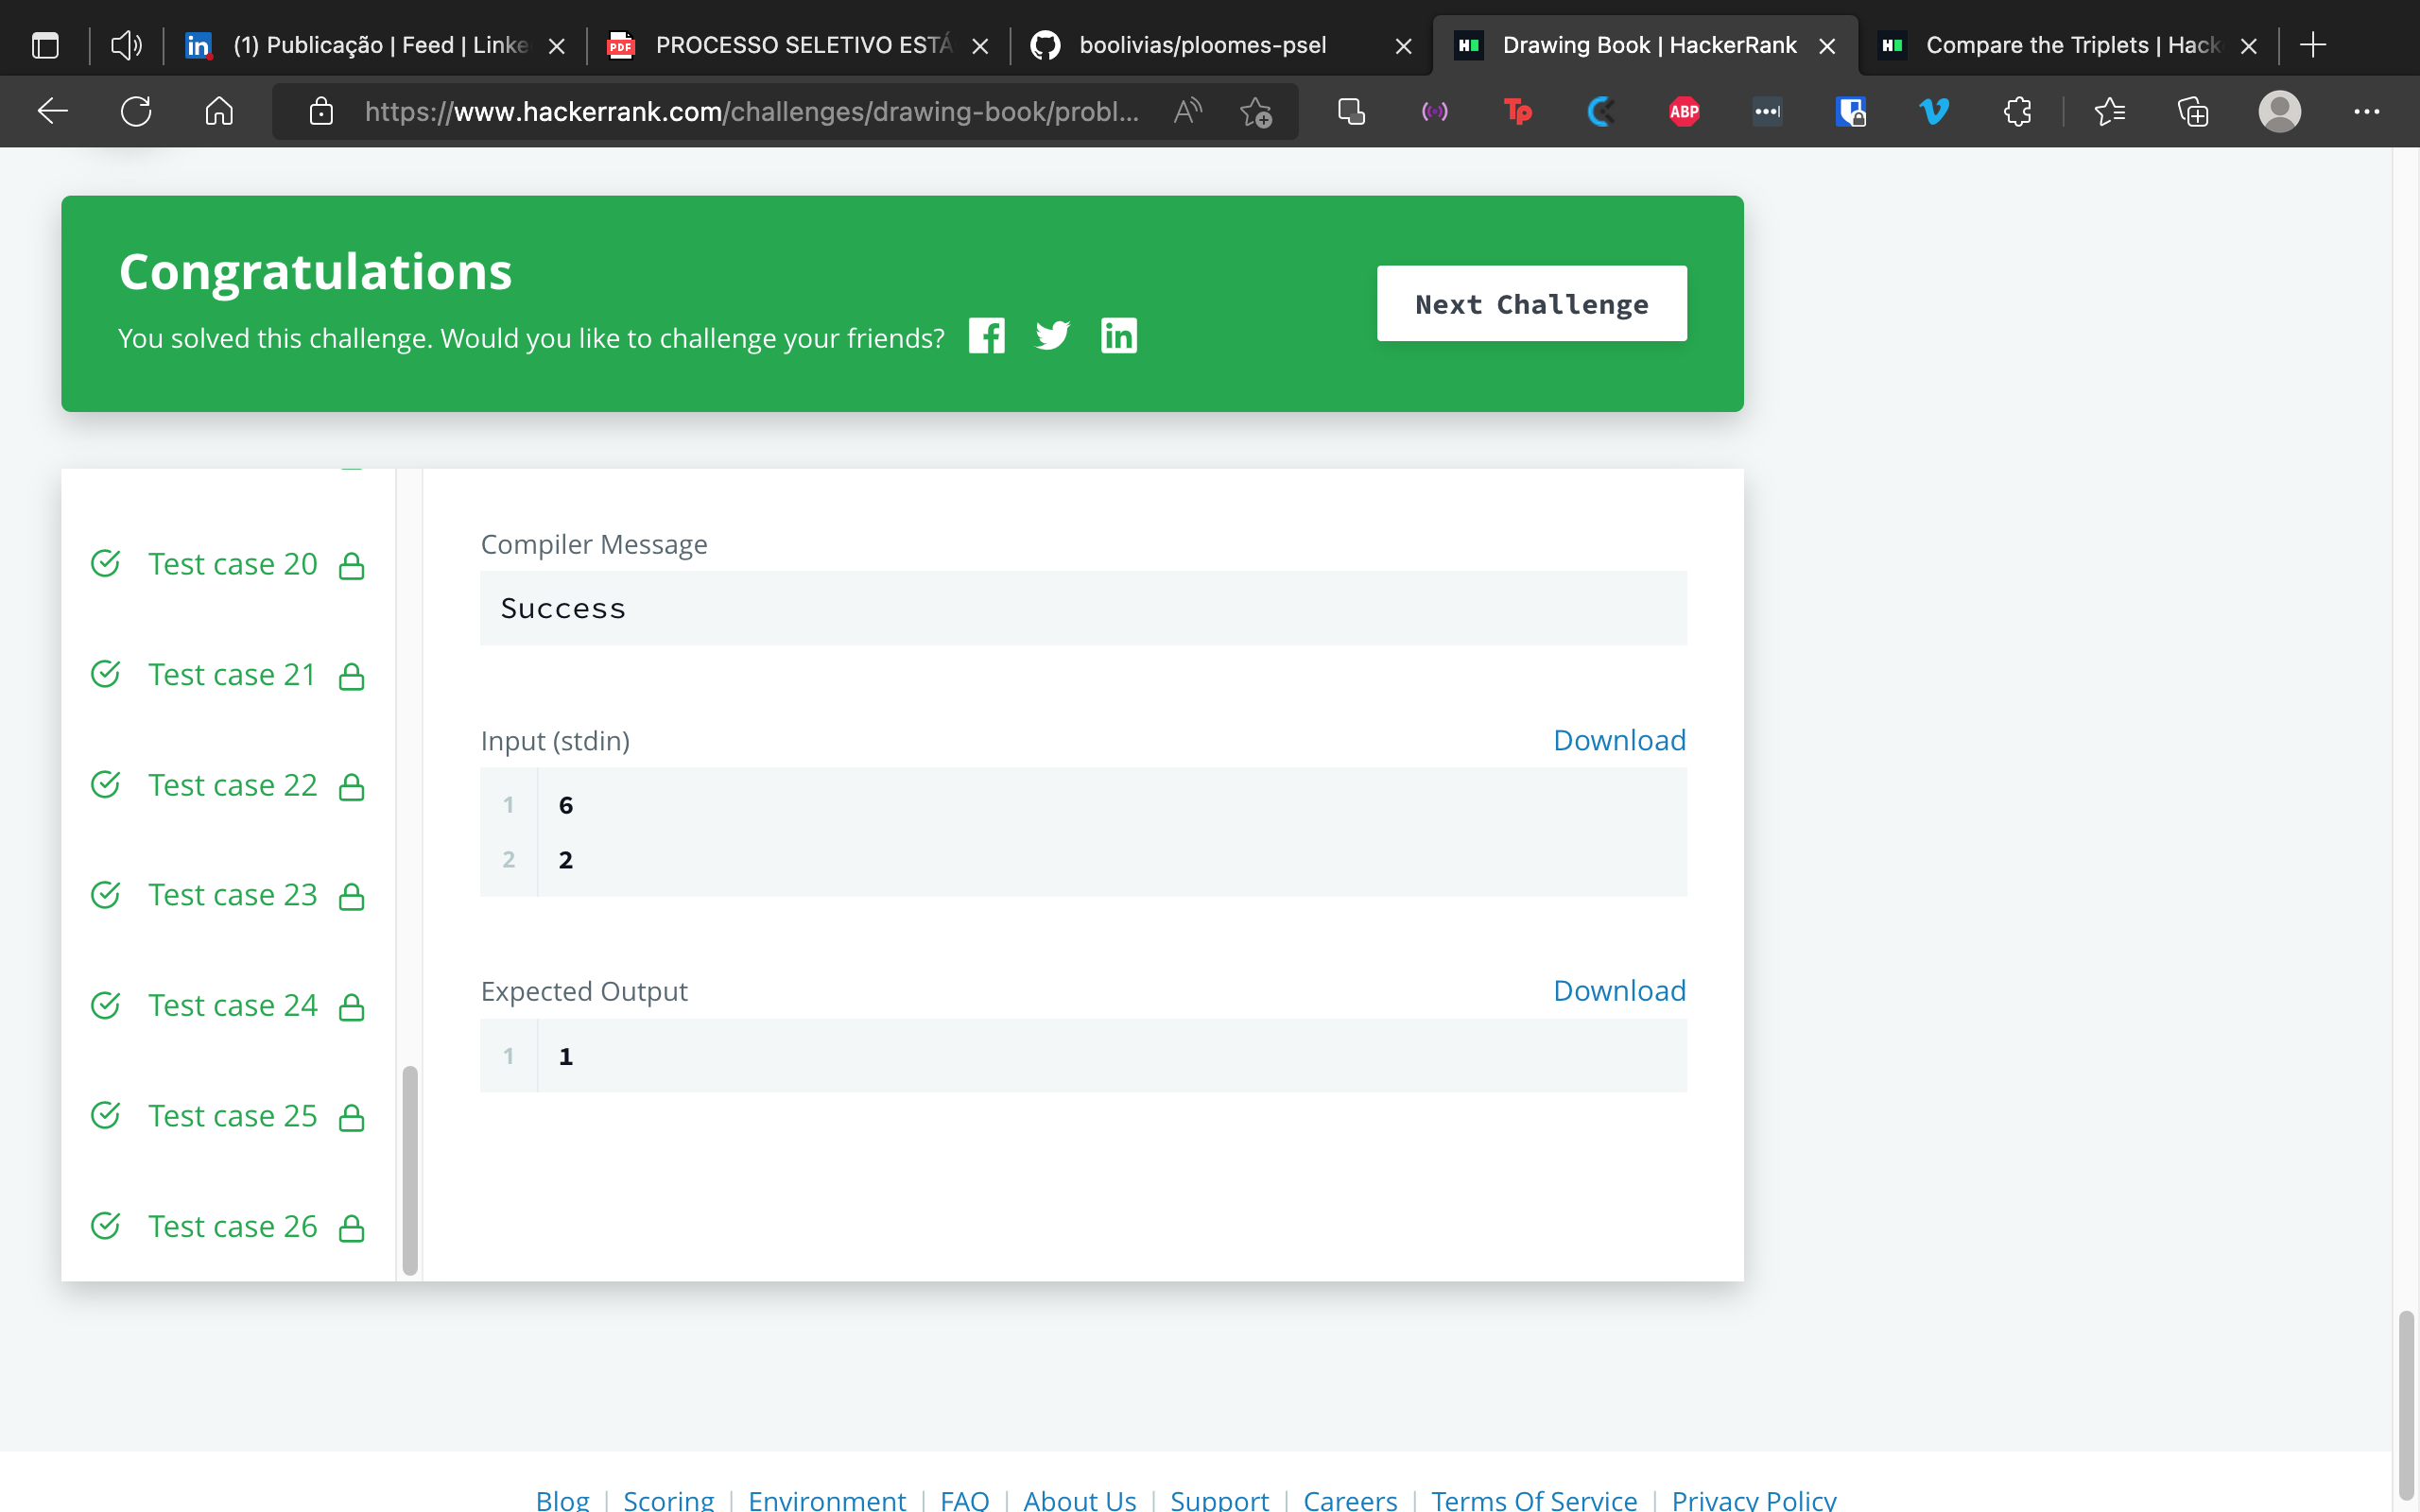 (1) Publicação | Feed | Linke
PROCESSO SELETIVO ESTÁ
boolivias/ploomes-psel
Drawing Book | HackerRank
Compare the Triplets | Hack
https://www.hackerrank.com/challenges/drawing-book/probl...
ABP
Congratulations
You solved this challenge. Would you like to challenge your friends?
Next Challenge
Test case 20
Test case 21
Test case 22
Test case 23
Test case 24
Test case 25
Test case 26
Compiler Message
Success
Input (stdin)
Download
1 6
2 2
Expected Output
Download
1 1
Blog | Scoring | Environment | FAQ | About Us | Support | Careers | Terms Of Service | Privacy Policy